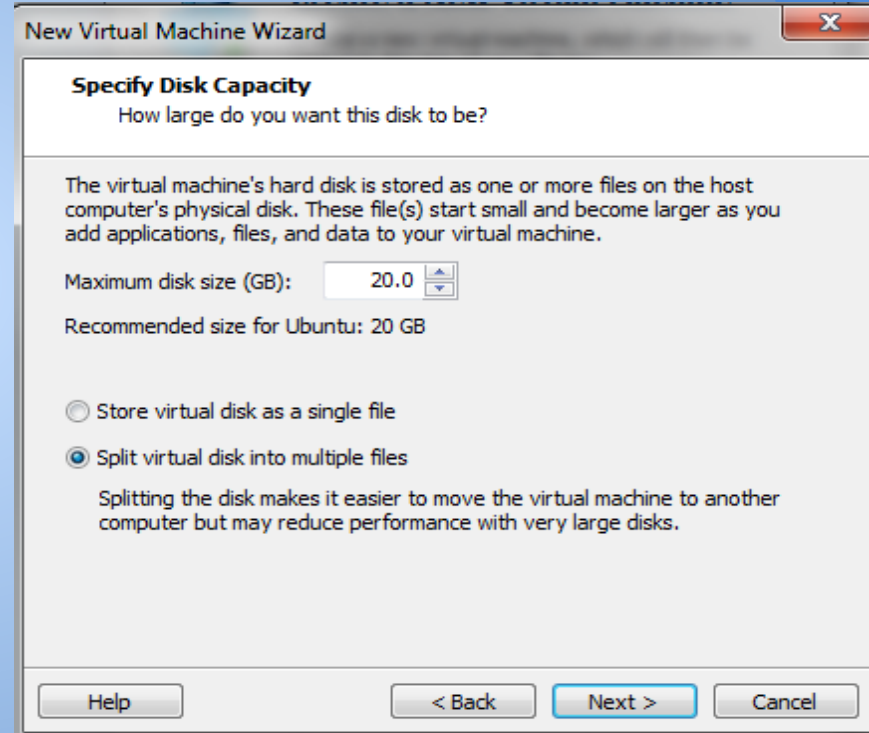 New Virtual Machine Wizard
Specify Disk Capacity
How large do you want this disk to be?
The virtual machine's hard disk is stored as one or more files on the host
computer's physical disk. These file(s) start small and become larger as you
add applications, files, and data to your virtual machine.
Maximum disk size (GB): 20.0
Recommended size for Ubuntu: 20 GB
Store virtual disk as a single file
Split virtual disk into multiple files
Splitting the disk makes it easier to move the virtual machine to another
computer but may reduce performance with very large disks.
Help < Back Next > Cancel